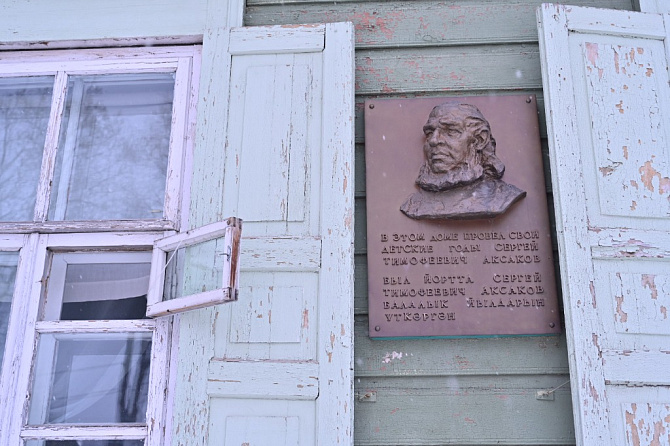 В ЭТОМ ДОМЕ ПРОВЕЛ СВОИ
ДЕТСКИЕ ГОДЫ СЕРГЕЙ
ТИМОФЕЕВИЧ АКСАКОВ
БЫЛ ЙОРТТА СЕРГЕЙ
ТИМОФЕЕВИЧ АКСАКОВ
БАЛАЛЫК ЙЫЛДАРЫН
ҮТКӘРГӘН